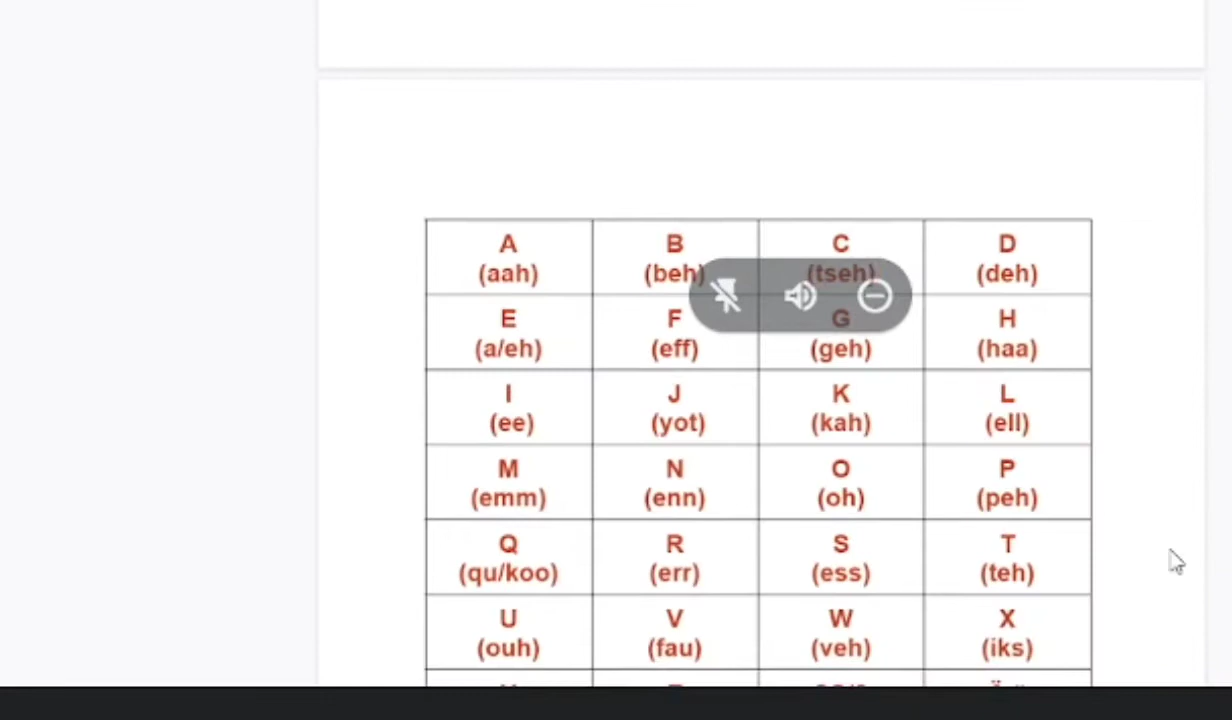 A
(aah)
B
(beh)
C
(tseh)
D
(deh)
E
(a/eh)
F
(eff)
G
(geh)
H
(haa)
I
(ee)
J
(yot)
K
(kah)
L
(ell)
M
(emm)
N
(enn)
O
(oh)
P
(peh)
Q
(qu/koo)
R
(err)
S
(ess)
T
(teh)
U
(ouh)
V
(fau)
W
(veh)
X
(iks)